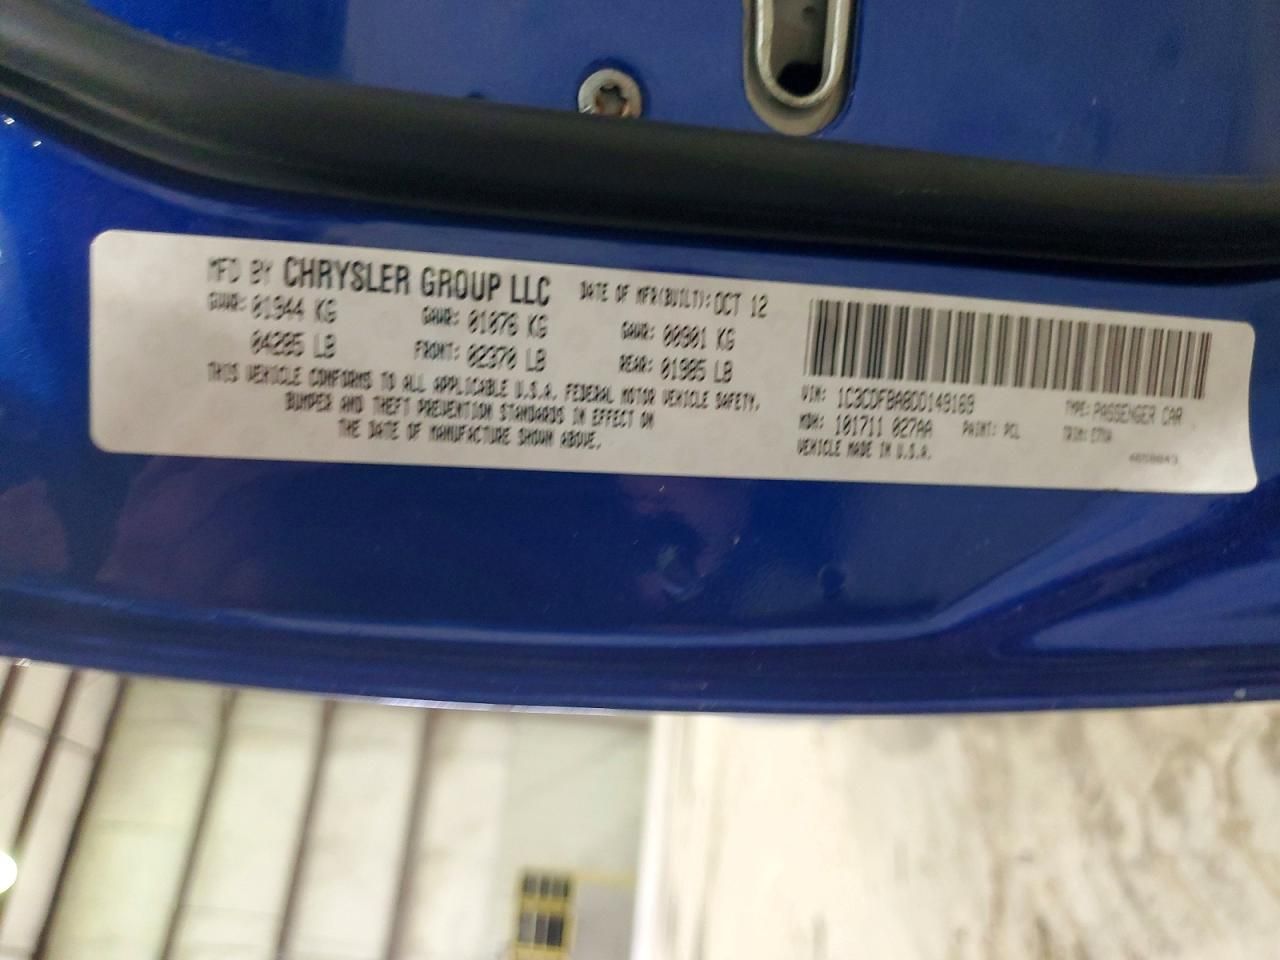 MFD BY CHRYSLER GROUP LLC DATE OF MFR(BUILT): OCT 12
GVWR: 01944 KG GAWR: 01076 KG GAWR: 00901 KG
04285 LB FRONT: 02370 LB REAR: 01985 LB
THIS VEHICLE CONFORMS TO ALL APPLICABLE U.S.A. FEDERAL MOTOR VEHICLE SAFETY,
BUMPER AND THEFT PREVENTION STANDARDS IN EFFECT ON
THE DATE OF MANUFACTURE SHOWN ABOVE.
VIN: 1C3CDFBA8DD149169 TYPE: PASSENGER CAR
MDH: 101711 027AA PAINT: PCL TRIM:
VEHICLE MADE IN U.S.A.